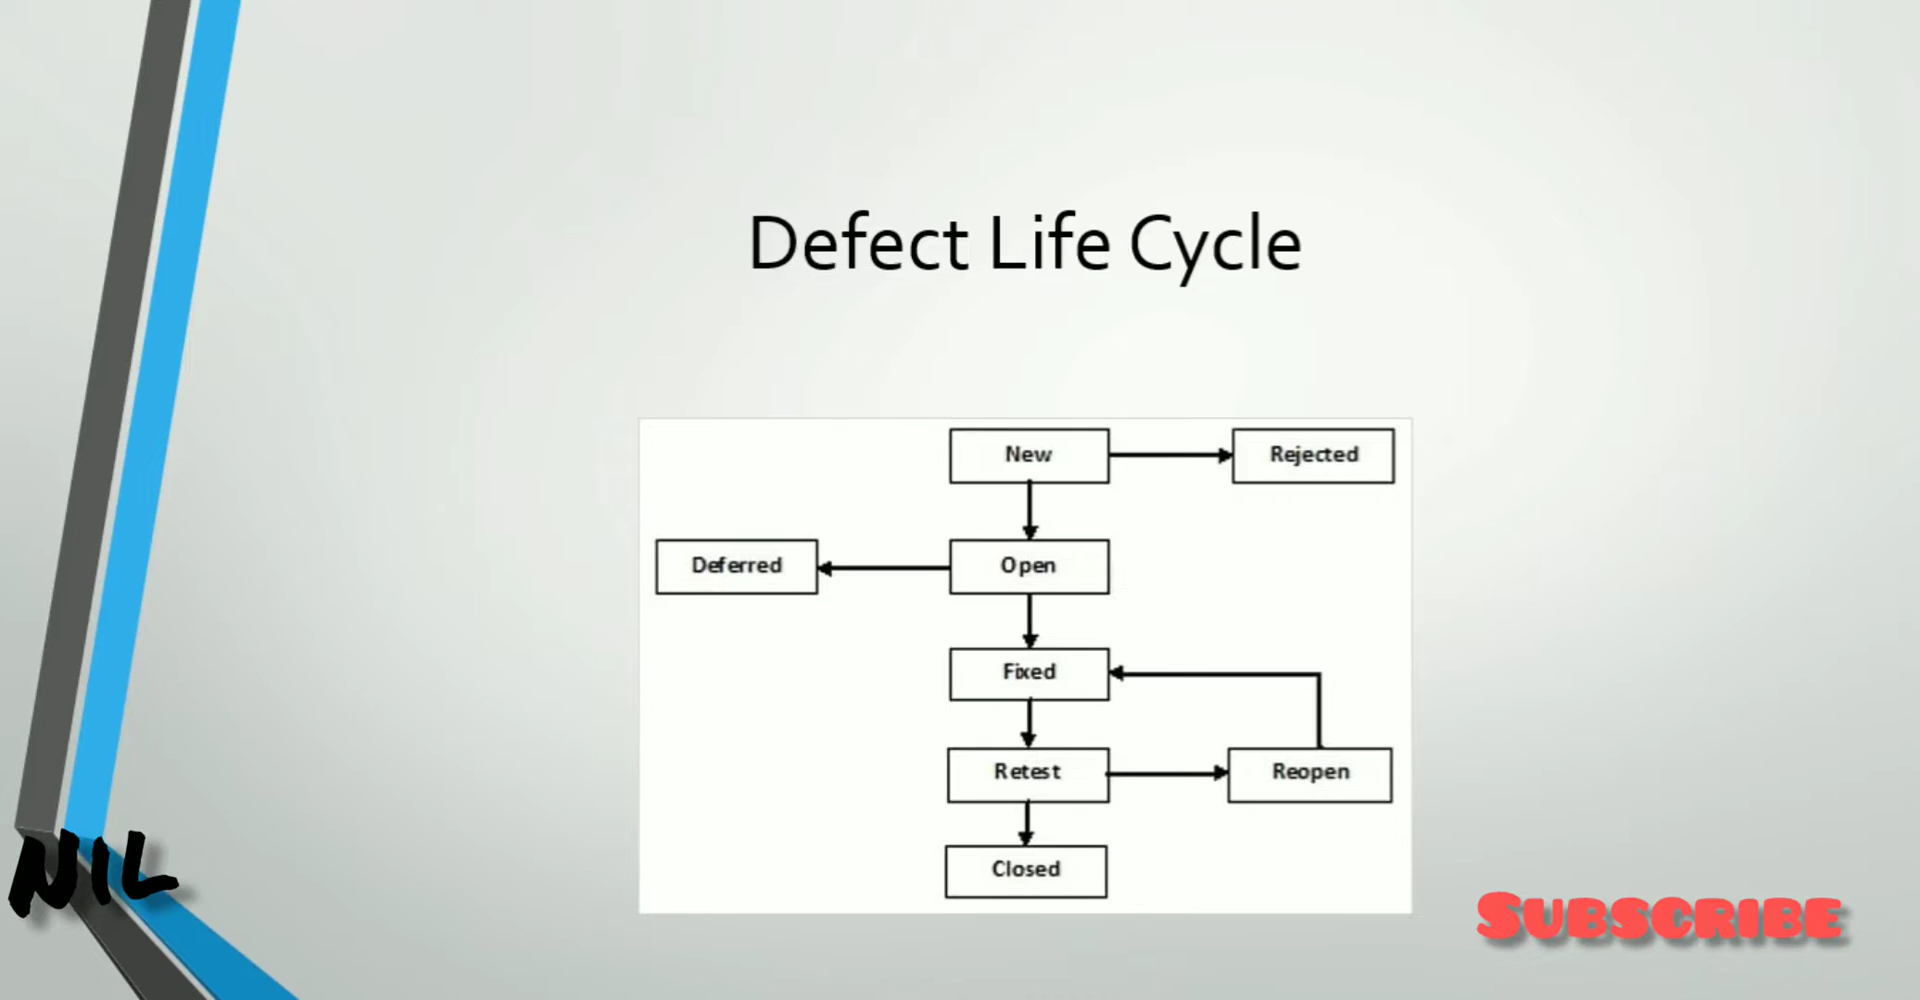 Defect Life Cycle
New
Rejected
Deferred
Open
Fixed
Retest
Reopen
Closed
NIL
SUBSCRIBE